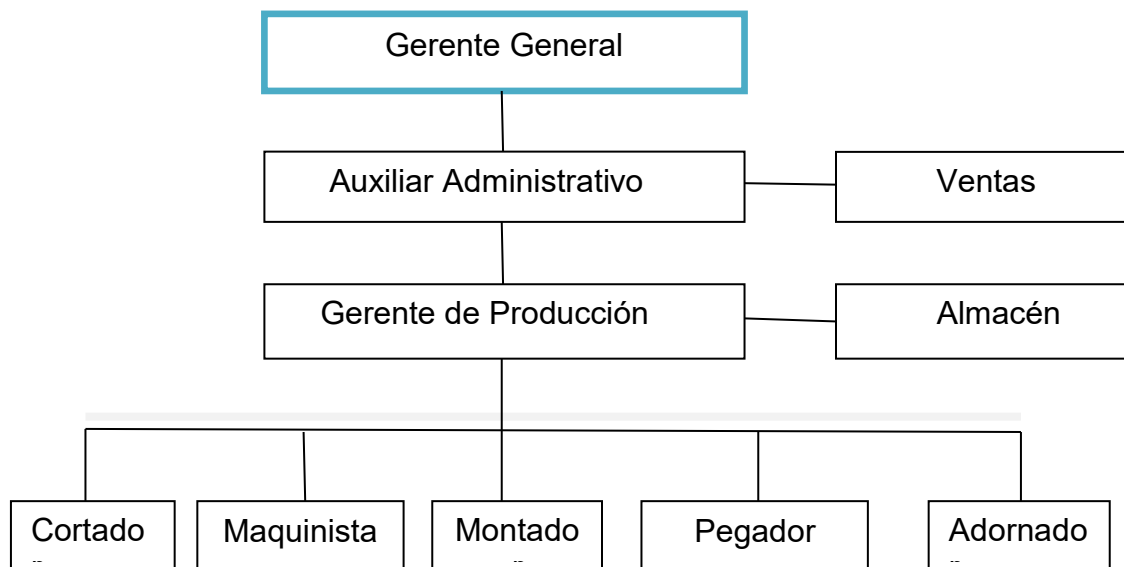 Gerente General
Auxiliar Administrativo
Ventas
Gerente de Producción
Almacén
Cortado
Maquinista
Montado
Pegador
Adornado